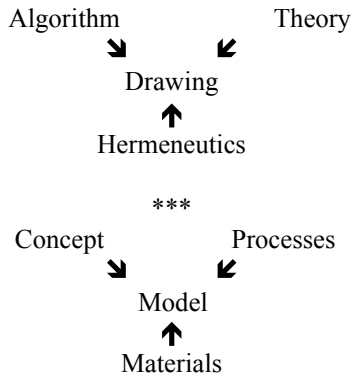 Algorithm Theory
Drawing
Hermeneutics
***
Concept Processes
Model
Materials